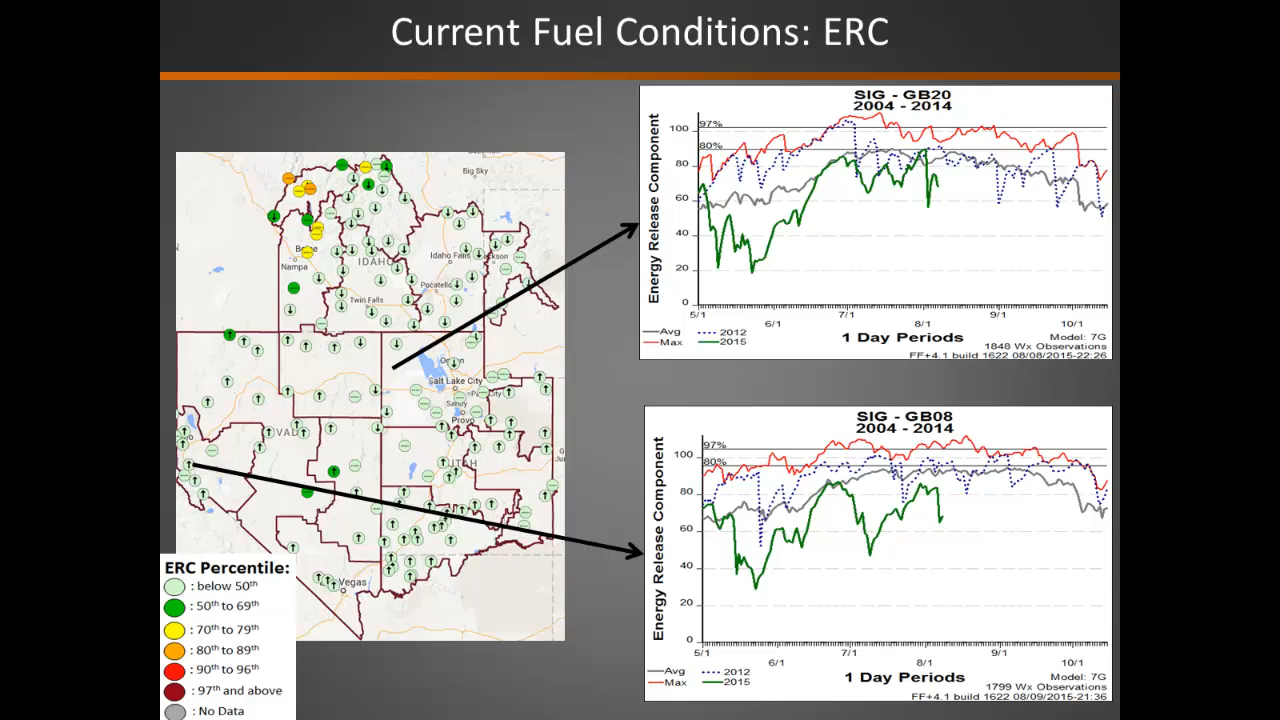 Current Fuel Conditions: ERC
Big Sky
Nampa
IDAHO
Idaho Falls
Pocatello
Twin Falls
Salt Lake City
Sandy
Provo
UTAH
Vegas
ERC Percentile:
: below 50th
: 50th to 69th
: 70th to 79th
: 80th to 89th
: 90th to 96th
: 97th and above
: No Data
SIG - GB20
2004 - 2014
Energy Release Component
97%
80%
100
80
60
40
20
0
5/1
6/1
7/1
8/1
9/1
10/1
1 Day Periods
Avg
2012
Max
2015
Model: 7G
1848 Wx Observations
FF+4.1 build 1622 08/08/2015-22:26
SIG - GB08
2004 - 2014
Energy Release Component
97%
80%
100
80
60
40
20
0
5/1
6/1
7/1
8/1
9/1
10/1
1 Day Periods
Avg
2012
Max
2015
Model: 7G
1799 Wx Observations
FF+4.1 build 1622 08/09/2015-21:36